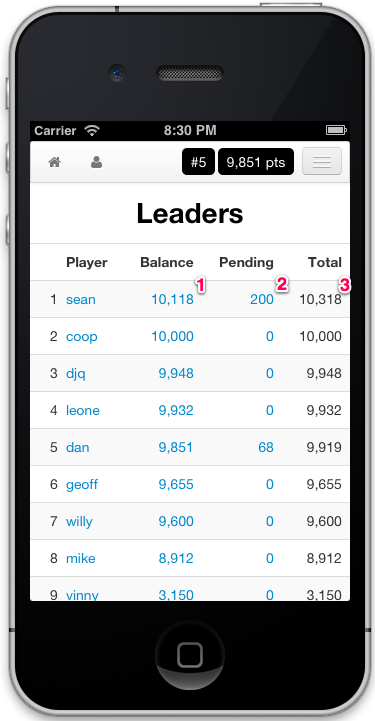 Carrier 8:30 PM
#5 9,851 pts
Leaders
Player Balance Pending Total
1 2 3
1 sean 10,118 200 10,318
2 coop 10,000 0 10,000
3 djq 9,948 0 9,948
4 leone 9,932 0 9,932
5 dan 9,851 68 9,919
6 geoff 9,655 0 9,655
7 willy 9,600 0 9,600
8 mike 8,912 0 8,912
9 vinny 3,150 0 3,150